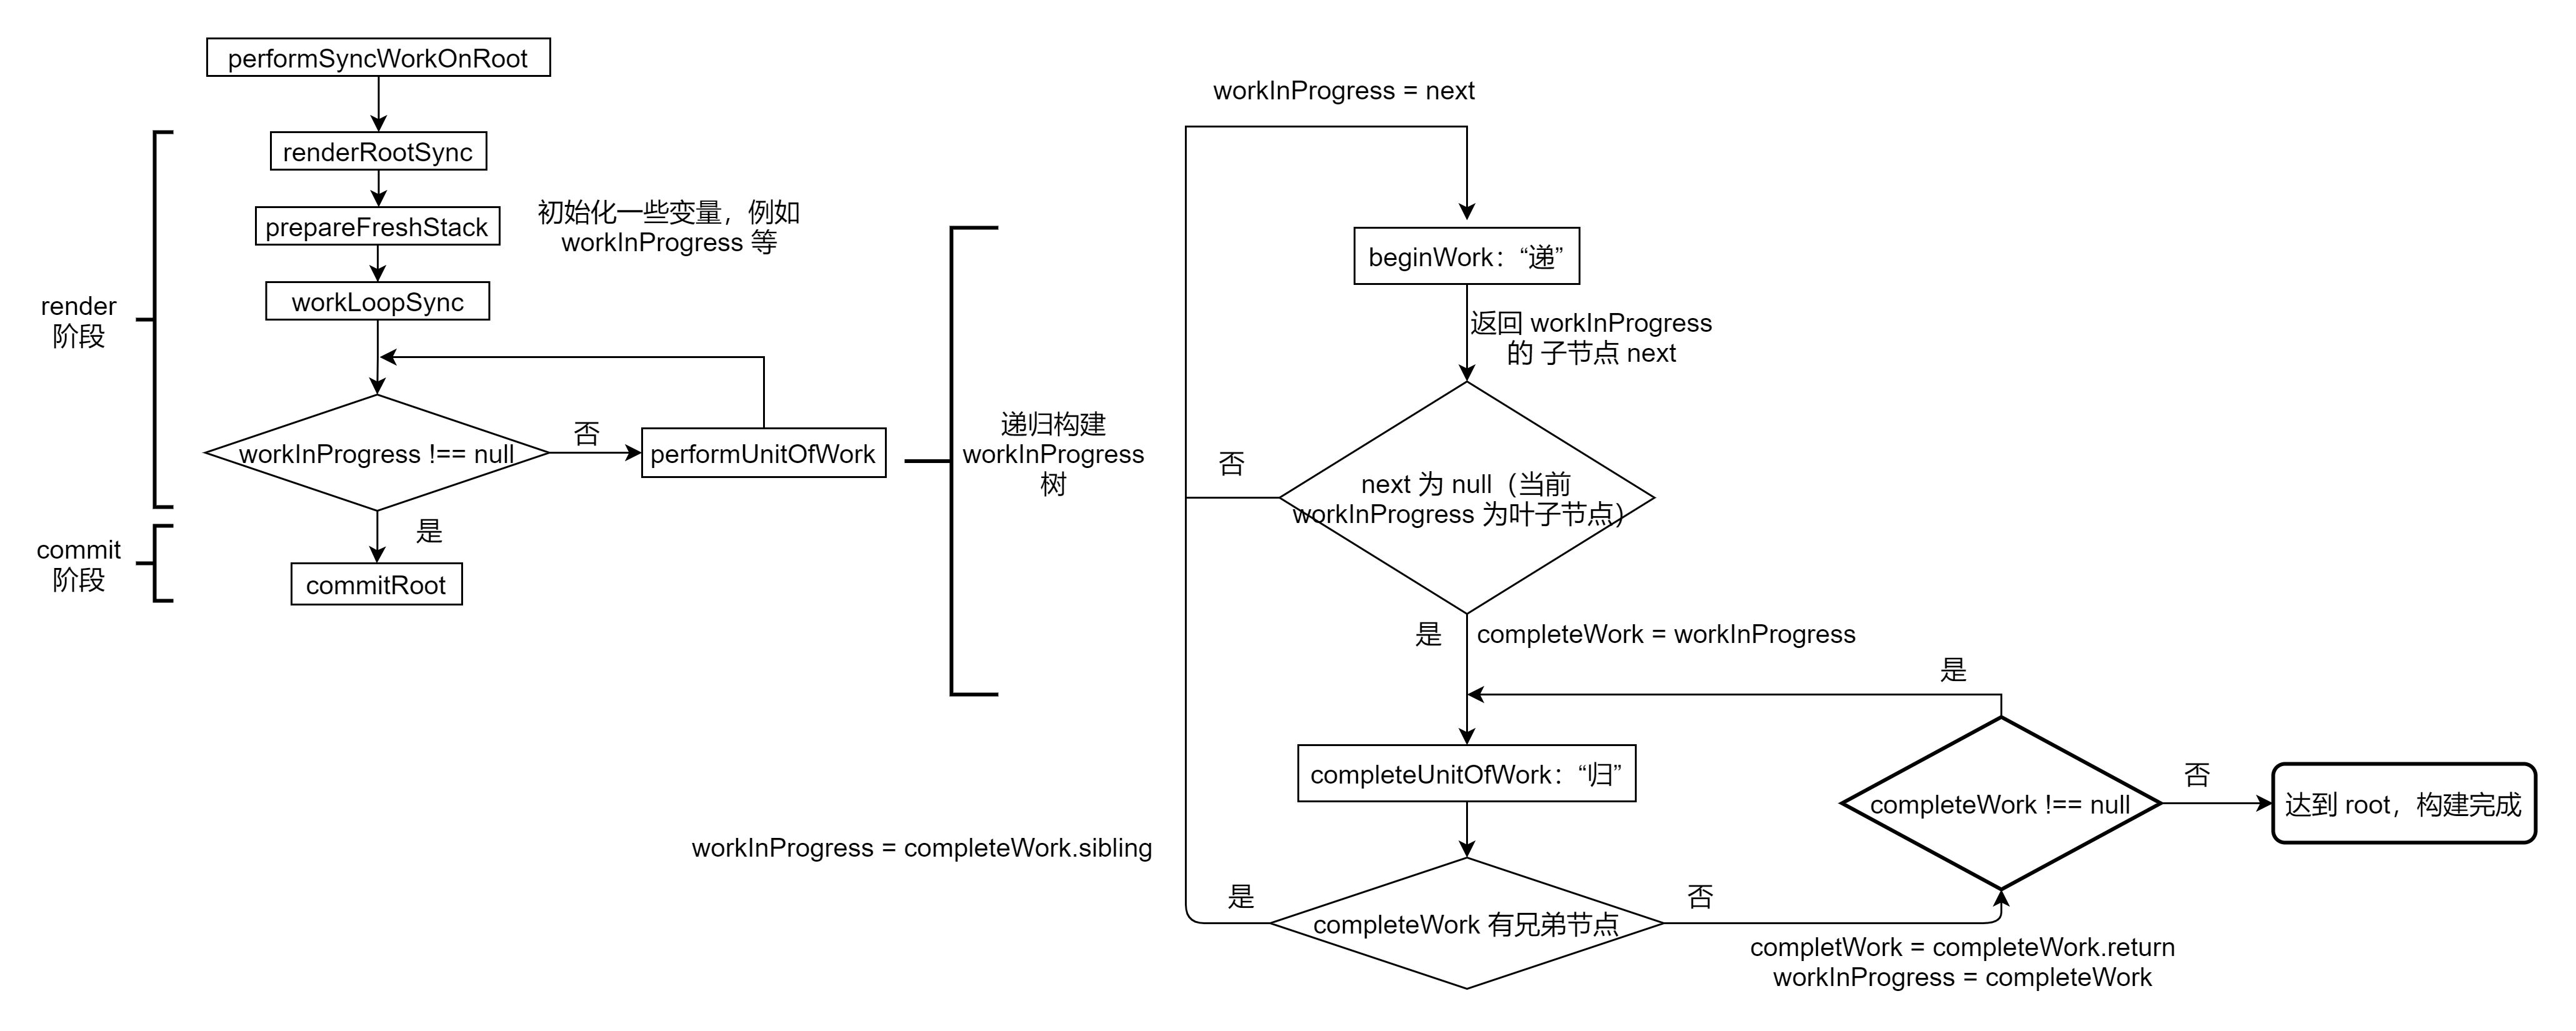 performSyncWorkOnRoot
renderRootSync
prepareFreshStack
初始化一些变量，例如
workInProgress 等
workLoopSync
render
阶段
workInProgress !== null
否
performUnitOfWork
是
commit
阶段
commitRoot
递归构建
workInProgress
树
workInProgress = next
beginWork：“递”
返回 workInProgress
的 子节点 next
否
next 为 null（当前
workInProgress 为叶子节点）
是
completeWork = workInProgress
是
completeUnitOfWork：“归”
completeWork !== null
否
达到 root，构建完成
workInProgress = completeWork.sibling
是
completeWork 有兄弟节点
否
completWork = completeWork.return
workInProgress = completeWork